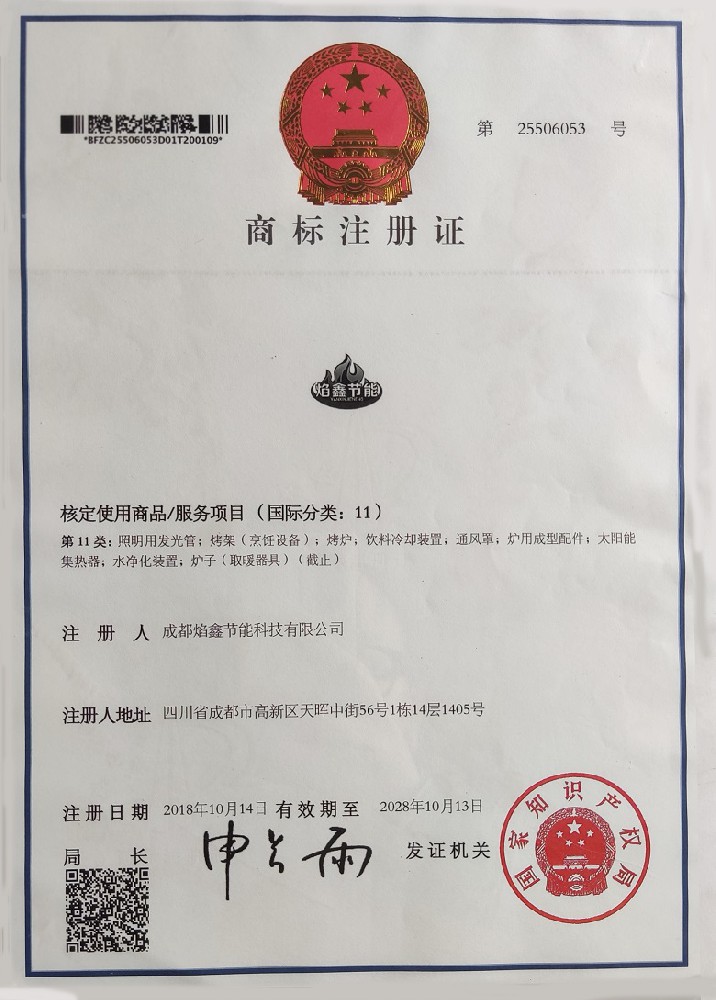 *BFZC25506053D01T200109*
第 25506053 号
商标注册证
焰鑫节能
核定使用商品/服务项目（国际分类：11）
第11类：照明用发光管；烤架（烹饪设备）；烤炉；饮料冷却装置；通风罩；炉用成型配件；太阳能
集热器；水净化装置；炉子（取暖器具）（截止）
注册人 成都焰鑫节能科技有限公司
注册人地址 四川省成都市高新区天晖中街56号1栋14层1405号
注册日期 2018年10月14日 有效期至 2028年10月13日
局长 申长雨 发证机关
国家知识产权局